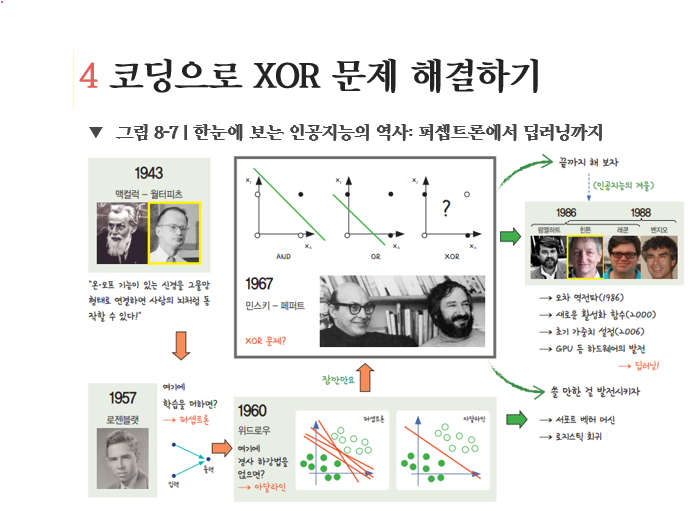 4 코딩으로 XOR 문제 해결하기
▼ 그림 8-7 | 한눈에 보는 인공지능의 역사: 퍼셉트론에서 딥러닝까지
1943
맥컬럭 – 월터피츠
"온·오프 기능이 있는 신경을 그물망
형태로 연결하면 사람의 뇌처럼 동
작할 수 있다!"
1957
로젠블랫
여기에
학습을 더하면?
→ 퍼셉트론
입력
출력
1960
위드로우
여기에
경사 하강법을
얹으면?
→ 아달라인
퍼셉트론
아달라인
잠깐만요
AND
OR
XOR
?
1967
민스키 – 페퍼트
XOR 문제?
끝까지 해 보자
(인공지능의 겨울)
1986
1988
럼멜하트
힌튼
레쿤
벤지오
→ 오차 역전파(1986)
→ 새로운 활성화 함수(2000)
→ 초기 가중치 설정(2006)
→ GPU 등 하드웨어의 발전
→ 딥러닝!
쓸 만한 걸 발전시키자
→ 서포트 벡터 머신
→ 로지스틱 회귀